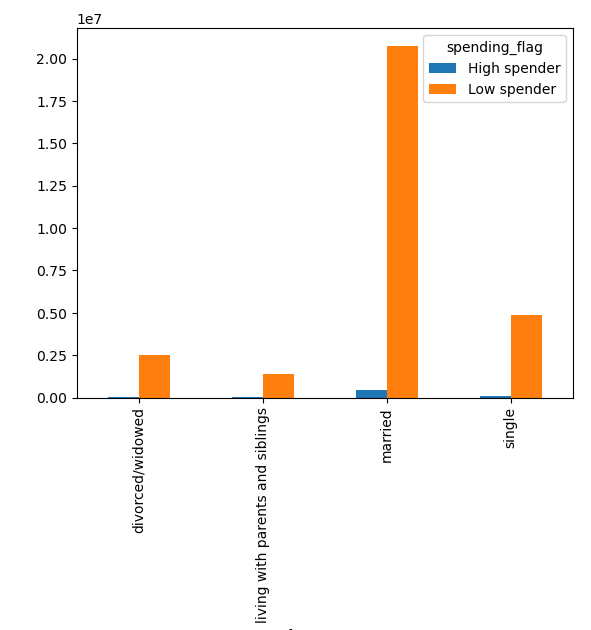 1e7
spending_flag
High spender
Low spender
2.00
1.75
1.50
1.25
1.00
0.75
0.50
0.25
0.00
divorced/widowed
living with parents and siblings
married
single